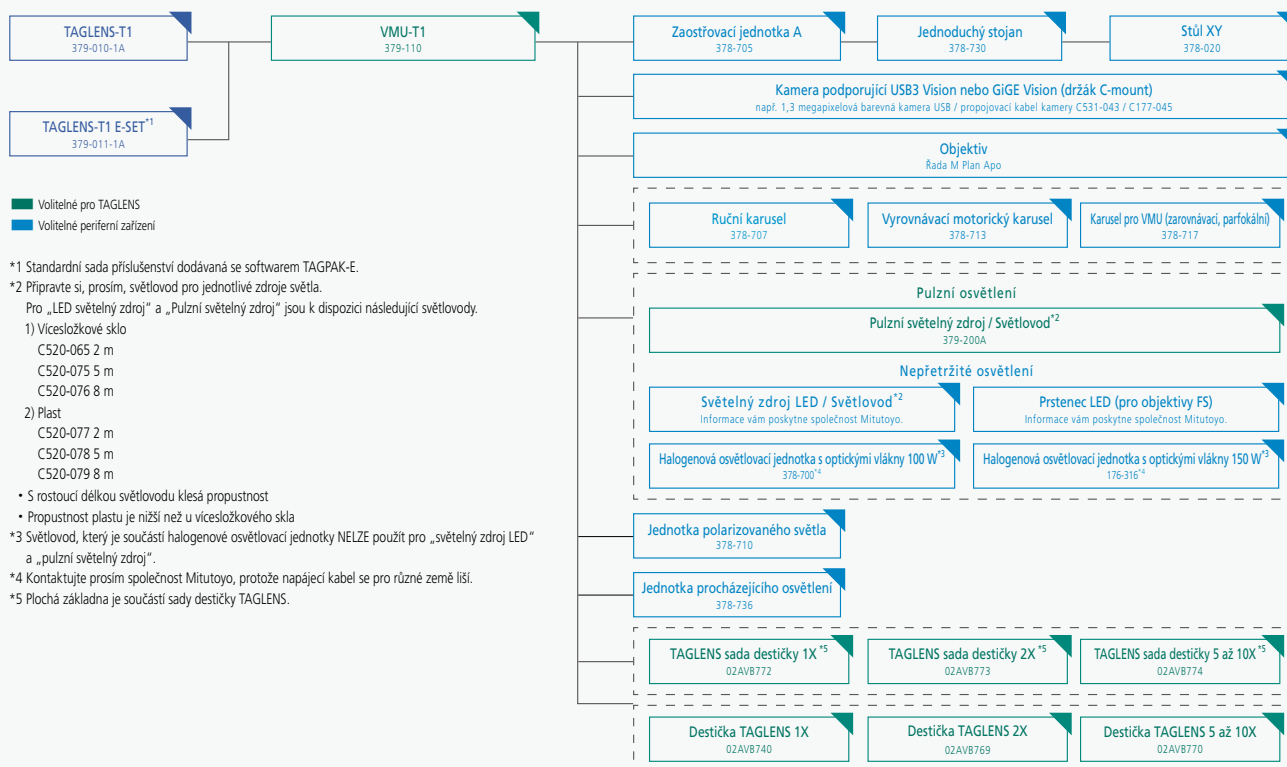 TAGLENS-T1
379-010-1A
VMU-T1
379-110
Zaostřovací jednotka A
378-705
Jednoduchý stojan
378-730
Stůl XY
378-020
Kamera podporující USB3 Vision nebo GiGE Vision (držák C-mount)
např. 1,3 megapixelová barevná kamera USB / propojovací kabel kamery C531-043 / C177-045
TAGLENS-T1 E-SET*1
379-011-1A
Objektiv
Řada M Plan Apo
Volitelné pro TAGLENS
Volitelné periferní zařízení
Ruční karusel
378-707
Vyrovnávací motorický karusel
378-713
Karusel pro VMU (zarovnávací, parfokální)
378-717
*1 Standardní sada příslušenství dodávaná se softwarem TAGPAK-E.
*2 Připravte si, prosím, světlovod pro jednotlivé zdroje světla.
Pro „LED světelný zdroj“ a „Pulzní světelný zdroj“ jsou k dispozici následující světlovody.
1) Vícesložkové sklo
C520-065 2 m
C520-075 5 m
C520-076 8 m
2) Plast
C520-077 2 m
C520-078 5 m
C520-079 8 m
• S rostoucí délkou světlovodu klesá propustnost
• Propustnost plastu je nižší než u vícesložkového skla
*3 Světlovod, který je součástí halogenové osvětlovací jednotky NELZE použít pro „světelný zdroj LED“
a „pulzní světelný zdroj“.
*4 Kontaktujte prosím společnost Mitutoyo, protože napájecí kabel se pro různé země liší.
*5 Plochá základna je součástí sady destičky TAGLENS.
Pulzní osvětlení
Pulzní světelný zdroj / Světlovod*2
379-200A
Nepřetržité osvětlení
Světelný zdroj LED / Světlovod*2
Informace vám poskytne společnost Mitutoyo.
Prstenec LED (pro objektivy FS)
Informace vám poskytne společnost Mitutoyo.
Halogenová osvětlovací jednotka s optickými vlákny 100 W*3
378-700*4
Halogenová osvětlovací jednotka s optickými vlákny 150 W*3
176-316*4
Jednotka polarizovaného světla
378-710
Jednotka procházejícího osvětlení
378-736
TAGLENS sada destičky 1X*5
02AVB772
TAGLENS sada destičky 2X*5
02AVB773
TAGLENS sada destičky 5 až 10X*5
02AVB774
Destička TAGLENS 1X
02AVB740
Destička TAGLENS 2X
02AVB769
Destička TAGLENS 5 až 10X
02AVB770